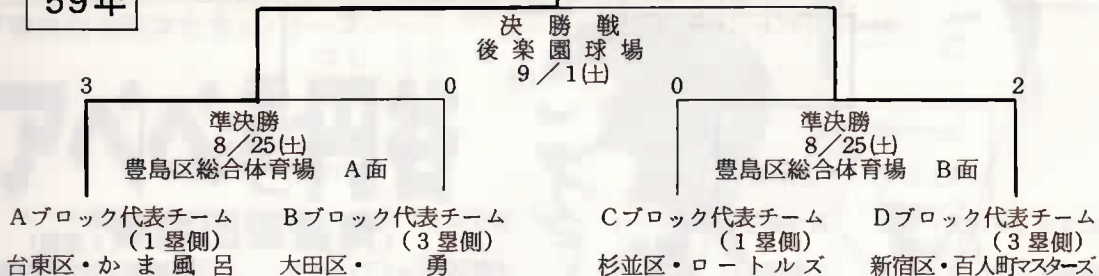 59年
決勝戦
後楽園球場
9／1(土)
3 0 0 2
準決勝 準決勝
8／25(土) 8／25(土)
豊島区総合体育場 A面 豊島区総合体育場 B面
Aブロック代表チーム Bブロック代表チーム Cブロック代表チーム Dブロック代表チーム
(1塁側) (3塁側) (1塁側) (3塁側)
台東区・かま風呂 大田区・勇 杉並区・ロートルズ 新宿区・百人町マスターズ